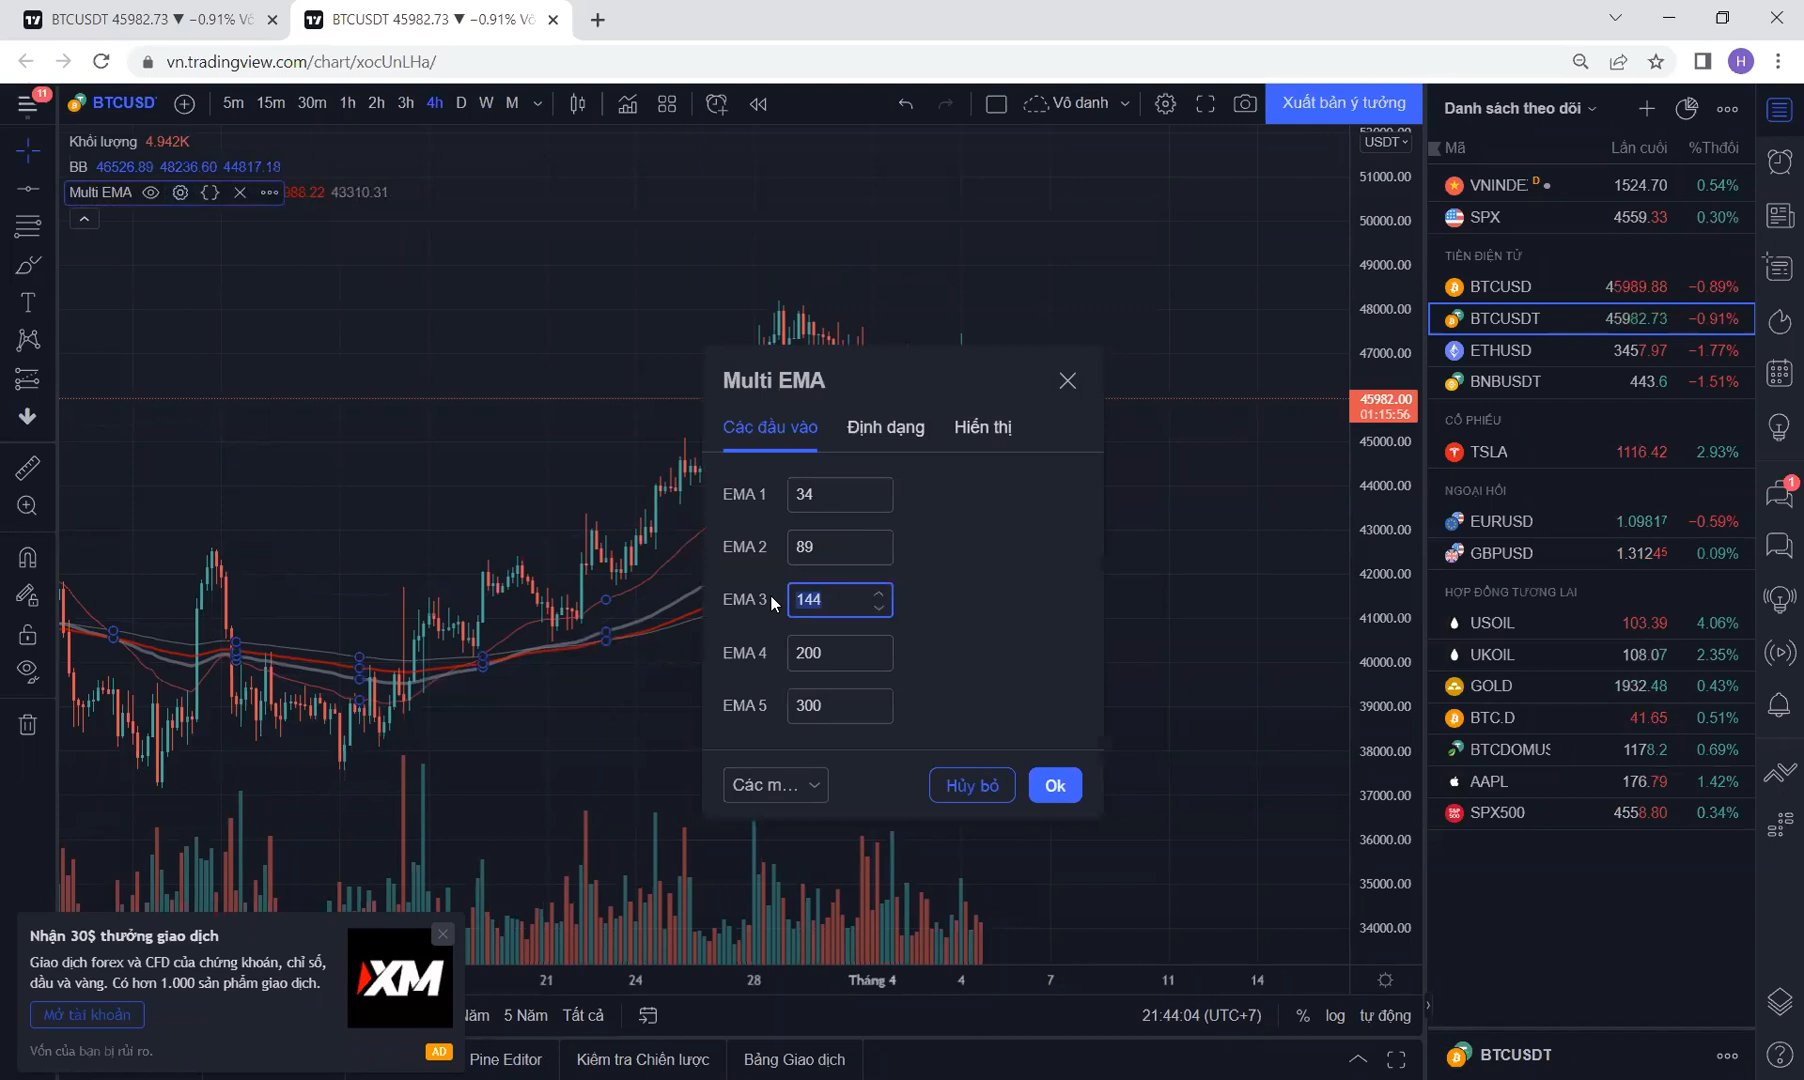 BTCUSDT 45982.73 ▼ −0.91% Vô
BTCUSDT 45982.73 ▼ −0.91% Vô
vn.tradingview.com/chart/xocUnLHa/
H
11
BTCUSD
5m 15m 30m 1h 2h 3h 4h D W M
Vô danh
Xuất bản ý tưởng
Danh sách theo dõi
Khối lượng 4.942K
BB 46526.89 48236.60 44817.18
Multi EMA
988.22 43310.31
USDT
51000.00
50000.00
49000.00
48000.00
47000.00
45982.00
01:15:56
45000.00
44000.00
43000.00
42000.00
41000.00
40000.00
39000.00
38000.00
37000.00
36000.00
35000.00
34000.00
Mã Lần cuối %Thđổi
VNINDE D 1524.70 0.54%
SPX 4559.33 0.30%
TIỀN ĐIỆN TỬ
BTCUSD 45989.88 −0.89%
BTCUSDT 45982.73 −0.91%
ETHUSD 3457.97 −1.77%
BNBUSDT 443.6 −1.51%
CỔ PHIẾU
TSLA 1116.42 2.93%
NGOẠI HỐI
EURUSD 1.09817 −0.59%
GBPUSD 1.31245 0.09%
HỢP ĐỒNG TƯƠNG LAI
USOIL 103.39 4.06%
UKOIL 108.07 2.35%
GOLD 1932.48 0.43%
BTC.D 41.65 0.51%
BTCDOMUS 1178.2 0.69%
AAPL 176.79 1.42%
SPX500 4558.80 0.34%
1
Multi EMA
Các đầu vào Định dạng Hiển thị
EMA 1 34
EMA 2 89
EMA 3 144
EMA 4 200
EMA 5 300
Các m... Hủy bỏ Ok
Nhận 30$ thưởng giao dịch
Giao dịch forex và CFD của chứng khoán, chỉ số,
dầu và vàng. Có hơn 1.000 sản phẩm giao dịch.
Mở tài khoản
Vốn của bạn bị rủi ro.
AD
XM
21 24 28 Tháng 4 4 7 11 14
Năm 5 Năm Tất cả
21:44:04 (UTC+7) % log tự động
Pine Editor Kiểm tra Chiến lược Bảng Giao dịch
BTCUSDT